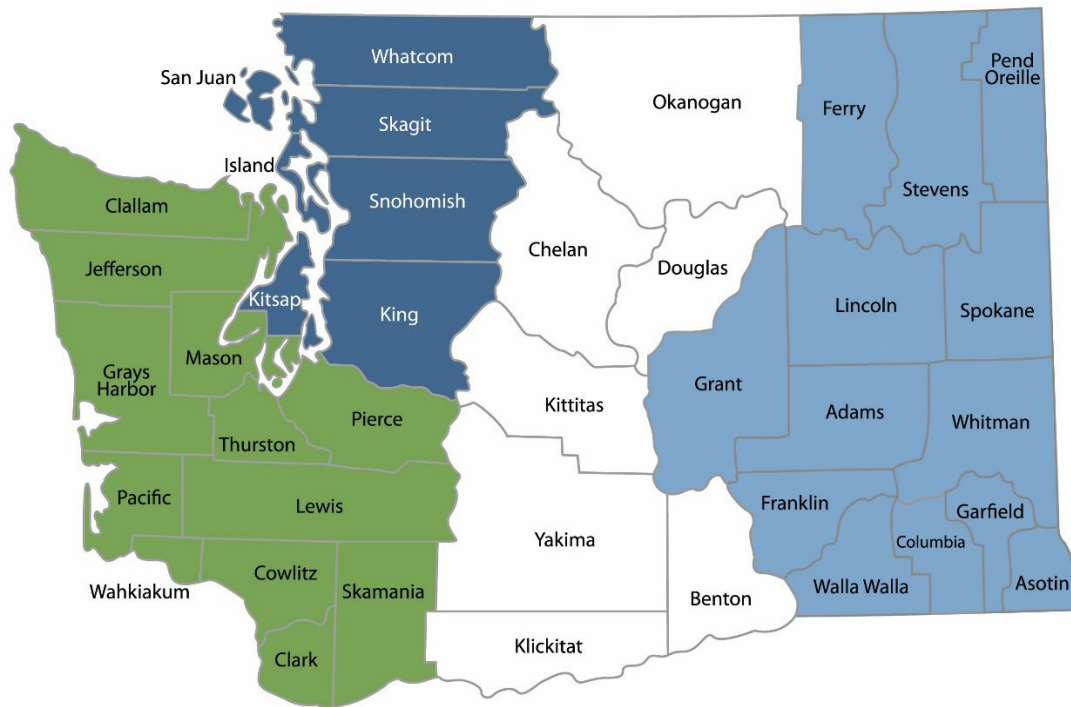 Whatcom
San Juan
Pend
Oreille
Okanogan
Ferry
Skagit
Island
Stevens
Snohomish
Clallam
Chelan
Douglas
Jefferson
Kitsap
King
Lincoln
Spokane
Mason
Grays
Harbor
Grant
Kittitas
Adams
Pierce
Whitman
Thurston
Pacific
Lewis
Franklin
Garfield
Yakima
Columbia
Cowlitz
Wahkiakum
Skamania
Walla Walla
Asotin
Benton
Klickitat
Clark